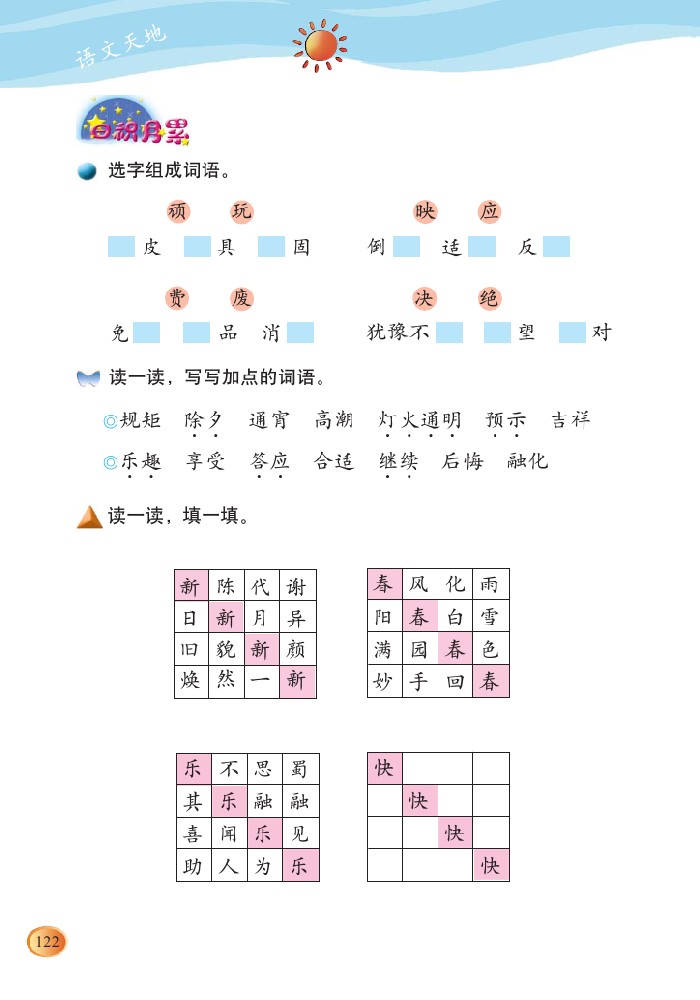 语文天地
日积月累
选字组成词语。
顽 玩 映 应
皮 具 固 倒 适 反
费 废 决 绝
免 品 消 犹豫不 望 对
读一读，写写加点的词语。
◎规矩 除夕 通宵 高潮 灯火通明 预示 吉祥
◎乐趣 享受 答应 合适 继续 后悔 融化
读一读，填一填。
新 陈 代 谢
日 新 月 异
旧 貌 新 颜
焕 然 一 新
春 风 化 雨
阳 春 白 雪
满 园 春 色
妙 手 回 春
乐 不 思 蜀
其 乐 融 融
喜 闻 乐 见
助 人 为 乐
快
快
快
快
122